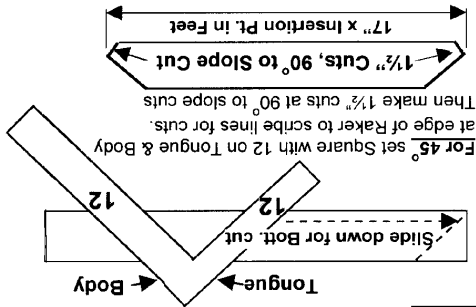 Tongue
Body
Slide down for Bott. cut
12
12
For 45° set Square with 12 on Tongue & Body
at edge of Raker to scribe lines for cuts.
Then make 1½" cuts at 90° to slope cuts
1½" Cuts, 90° to Slope Cut
17" x Insertion Pt. in Feet